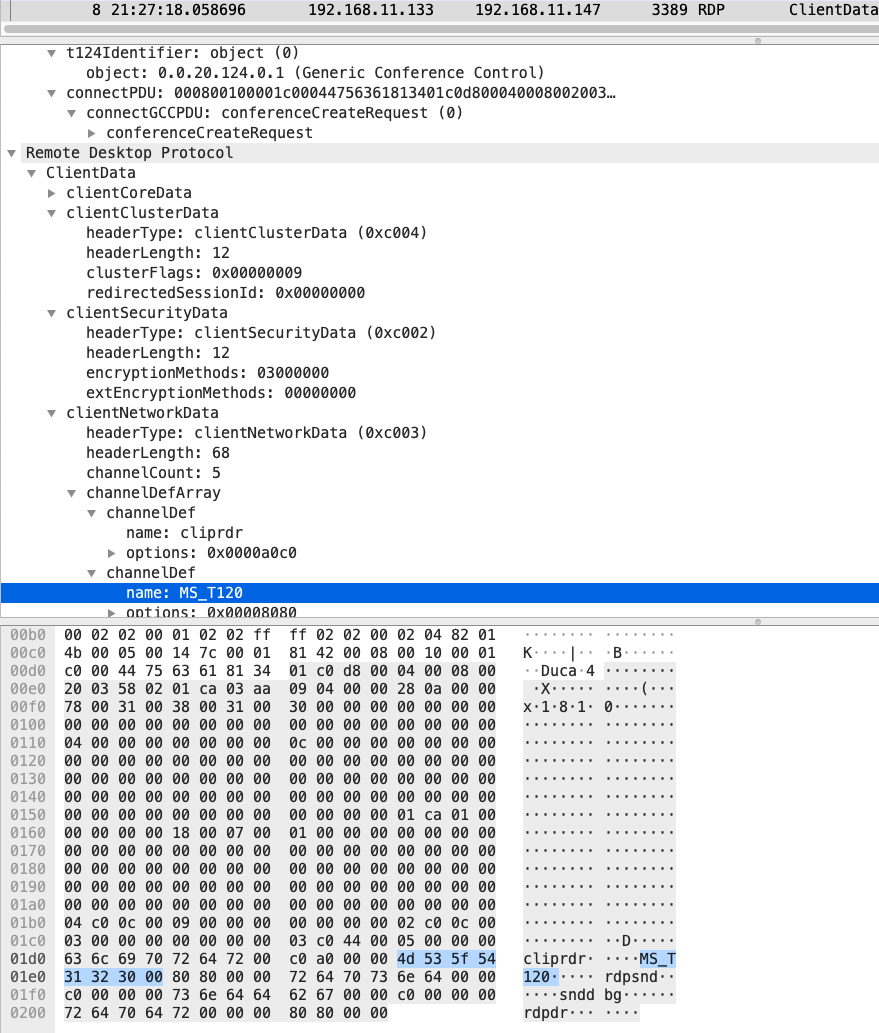 8 21:27:18.058696 192.168.11.133 192.168.11.147 3389 RDP ClientData
t124Identifier: object (0)
object: 0.0.20.124.0.1 (Generic Conference Control)
connectPDU: 000800100001c00044756361813401c0d800040008002003…
connectGCCPDU: conferenceCreateRequest (0)
conferenceCreateRequest
Remote Desktop Protocol
ClientData
clientCoreData
clientClusterData
headerType: clientClusterData (0xc004)
headerLength: 12
clusterFlags: 0x00000009
redirectedSessionId: 0x00000000
clientSecurityData
headerType: clientSecurityData (0xc002)
headerLength: 12
encryptionMethods: 03000000
extEncryptionMethods: 00000000
clientNetworkData
headerType: clientNetworkData (0xc003)
headerLength: 68
channelCount: 5
channelDefArray
channelDef
name: cliprdr
options: 0x0000a0c0
channelDef
name: MS_T120
options: 0x00008080
00b0 00 02 02 00 01 02 02 ff ff 02 02 00 02 04 82 01 ········ ········
00c0 4b 00 05 00 14 7c 00 01 81 42 00 08 00 10 00 01 K····|·· ·B······
00d0 c0 00 44 75 63 61 81 34 01 c0 d8 00 04 00 08 00 ··Duca·4 ········
00e0 20 03 58 02 01 ca 03 aa 09 04 00 00 28 0a 00 00 ·X····· ····(···
00f0 78 00 31 00 38 00 31 00 30 00 00 00 00 00 00 00 x·1·8·1· 0·······
0100 00 00 00 00 00 00 00 00 00 00 00 00 00 00 00 00 ········ ········
0110 04 00 00 00 00 00 00 00 0c 00 00 00 00 00 00 00 ········ ········
0120 00 00 00 00 00 00 00 00 00 00 00 00 00 00 00 00 ········ ········
0130 00 00 00 00 00 00 00 00 00 00 00 00 00 00 00 00 ········ ········
0140 00 00 00 00 00 00 00 00 00 00 00 00 00 00 00 00 ········ ········
0150 00 00 00 00 00 00 00 00 00 00 00 00 01 ca 01 00 ········ ········
0160 00 00 00 00 18 00 07 00 01 00 00 00 00 00 00 00 ········ ········
0170 00 00 00 00 00 00 00 00 00 00 00 00 00 00 00 00 ········ ········
0180 00 00 00 00 00 00 00 00 00 00 00 00 00 00 00 00 ········ ········
0190 00 00 00 00 00 00 00 00 00 00 00 00 00 00 00 00 ········ ········
01a0 00 00 00 00 00 00 00 00 00 00 00 00 00 00 00 00 ········ ········
01b0 04 c0 0c 00 09 00 00 00 00 00 00 00 02 c0 0c 00 ········ ········
01c0 03 00 00 00 00 00 00 00 03 c0 44 00 05 00 00 00 ········ ··D·····
01d0 63 6c 69 70 72 64 72 00 00 c0 a0 00 00 4d 53 5f 54 cliprdr· ····MS_T
01e0 31 32 30 00 80 80 00 00 72 64 70 73 6e 64 00 00 120····· rdpsnd··
01f0 c0 00 00 00 73 6e 64 64 62 67 00 00 c0 00 00 00 ····sndd bg······
0200 72 64 70 64 72 00 00 00 80 80 00 00 rdpdr··· ····